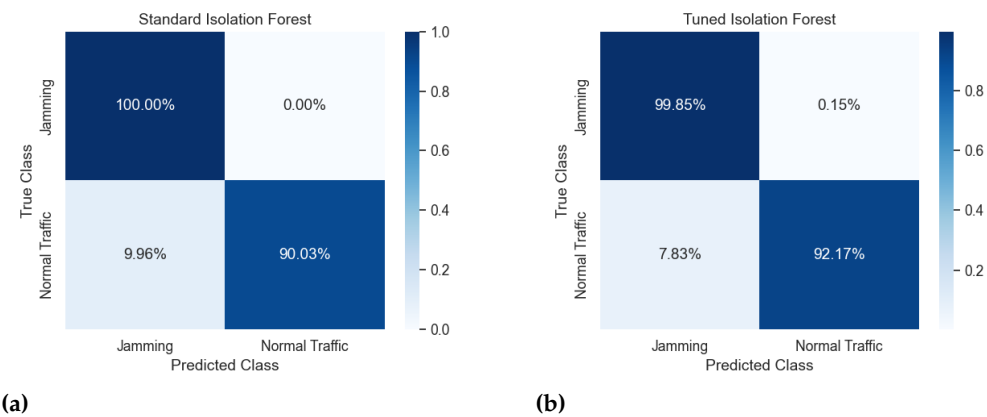 Standard Isolation Forest
Jamming
Normal Traffic
True Class
100.00%
0.00%
9.96%
90.03%
Jamming
Normal Traffic
Predicted Class
1.0
0.8
0.6
0.4
0.2
0.0
(a)
Tuned Isolation Forest
Jamming
Normal Traffic
True Class
99.85%
0.15%
7.83%
92.17%
Jamming
Normal Traffic
Predicted Class
0.8
0.6
0.4
0.2
(b)